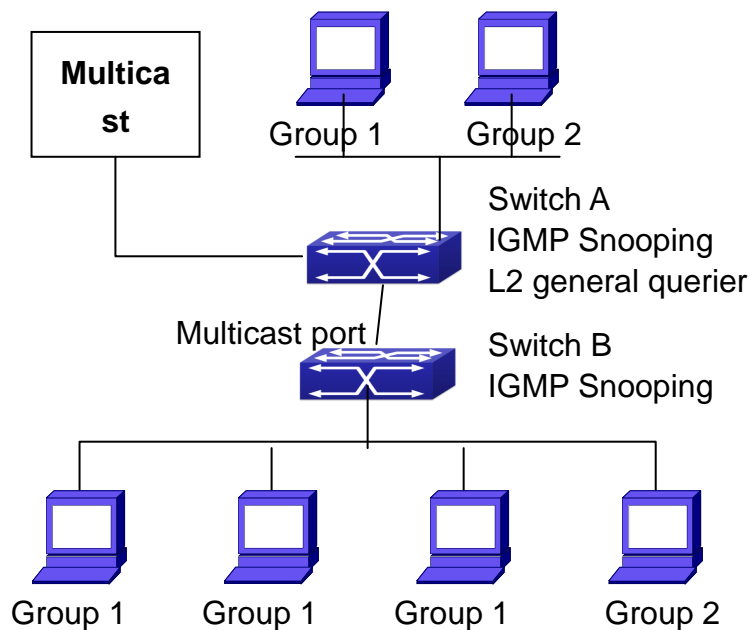 Multica
st
Group 1
Group 2
Switch A
IGMP Snooping
L2 general querier
Multicast port
Switch B
IGMP Snooping
Group 1
Group 1
Group 1
Group 2